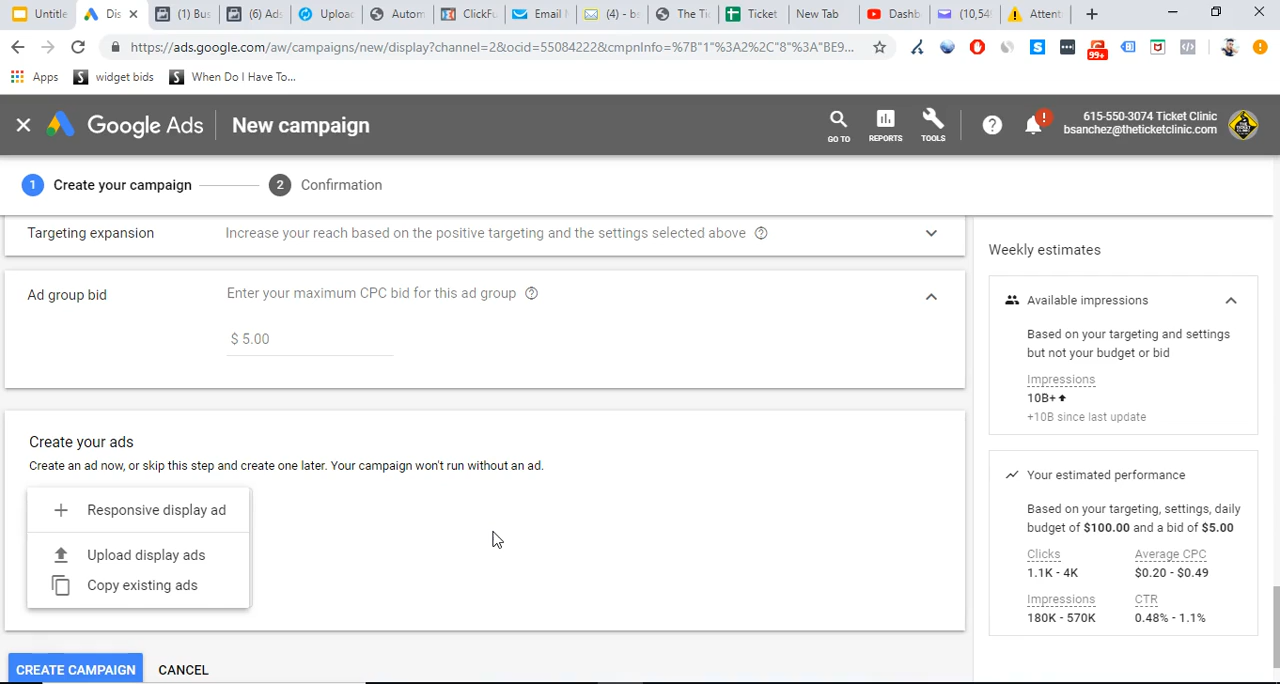 Untitle
Dis
(1) Bus
(6) Ads
Upload
Autom
ClickFu
Email M
(4) - bs
The Tic
Ticket
New Tab
Dashb
(10,54
Attent
https://ads.google.com/aw/campaigns/new/display?channel=2&ocid=55084222&cmpnInfo=%7B"1"%3A2%2C"8"%3A"BE9...
99+
Apps
widget bids
When Do I Have To...
Google Ads
New campaign
GO TO
REPORTS
TOOLS
615-550-3074 Ticket Clinic
bsanchez@theticketclinic.com
1 Create your campaign
2 Confirmation
Targeting expansion
Increase your reach based on the positive targeting and the settings selected above
Ad group bid
Enter your maximum CPC bid for this ad group
$ 5.00
Create your ads
Create an ad now, or skip this step and create one later. Your campaign won't run without an ad.
Responsive display ad
Upload display ads
Copy existing ads
CREATE CAMPAIGN
CANCEL
Weekly estimates
Available impressions
Based on your targeting and settings
but not your budget or bid
Impressions
10B+
+10B since last update
Your estimated performance
Based on your targeting, settings, daily
budget of $100.00 and a bid of $5.00
Clicks
Average CPC
1.1K - 4K
$0.20 - $0.49
Impressions
CTR
180K - 570K
0.48% - 1.1%